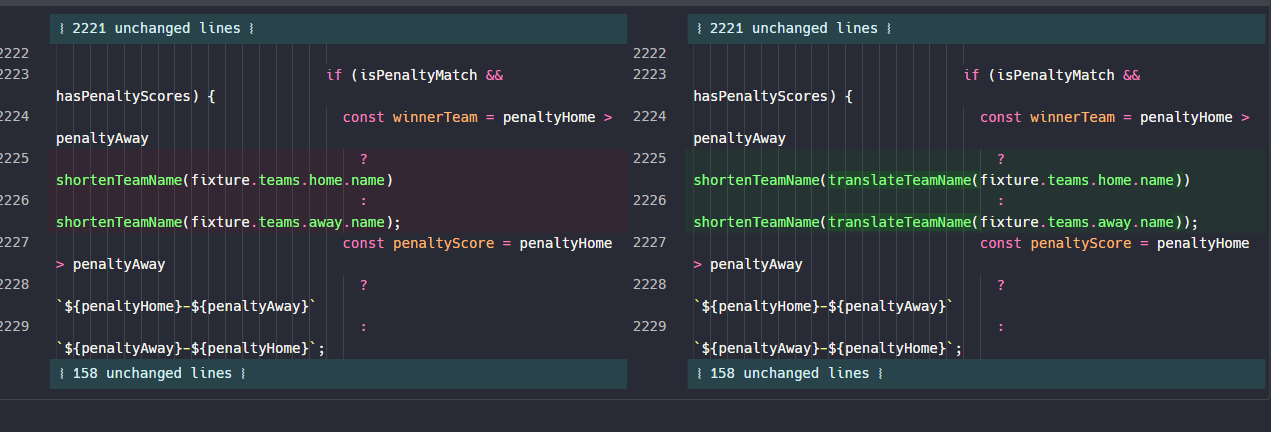 ⁞ 2221 unchanged lines ⁞
2222
2223 if (isPenaltyMatch &&
hasPenaltyScores) {
2224 const winnerTeam = penaltyHome >
penaltyAway
2225 ?
shortenTeamName(fixture.teams.home.name)
2226 :
shortenTeamName(fixture.teams.away.name);
2227 const penaltyScore = penaltyHome
> penaltyAway
2228 ?
`${penaltyHome}-${penaltyAway}`
2229 :
`${penaltyAway}-${penaltyHome}`;
⁞ 158 unchanged lines ⁞
⁞ 2221 unchanged lines ⁞
2222
2223 if (isPenaltyMatch &&
hasPenaltyScores) {
2224 const winnerTeam = penaltyHome >
penaltyAway
2225 ?
shortenTeamName(translateTeamName(fixture.teams.home.name))
2226 :
shortenTeamName(translateTeamName(fixture.teams.away.name));
2227 const penaltyScore = penaltyHome
> penaltyAway
2228 ?
`${penaltyHome}-${penaltyAway}`
2229 :
`${penaltyAway}-${penaltyHome}`;
⁞ 158 unchanged lines ⁞